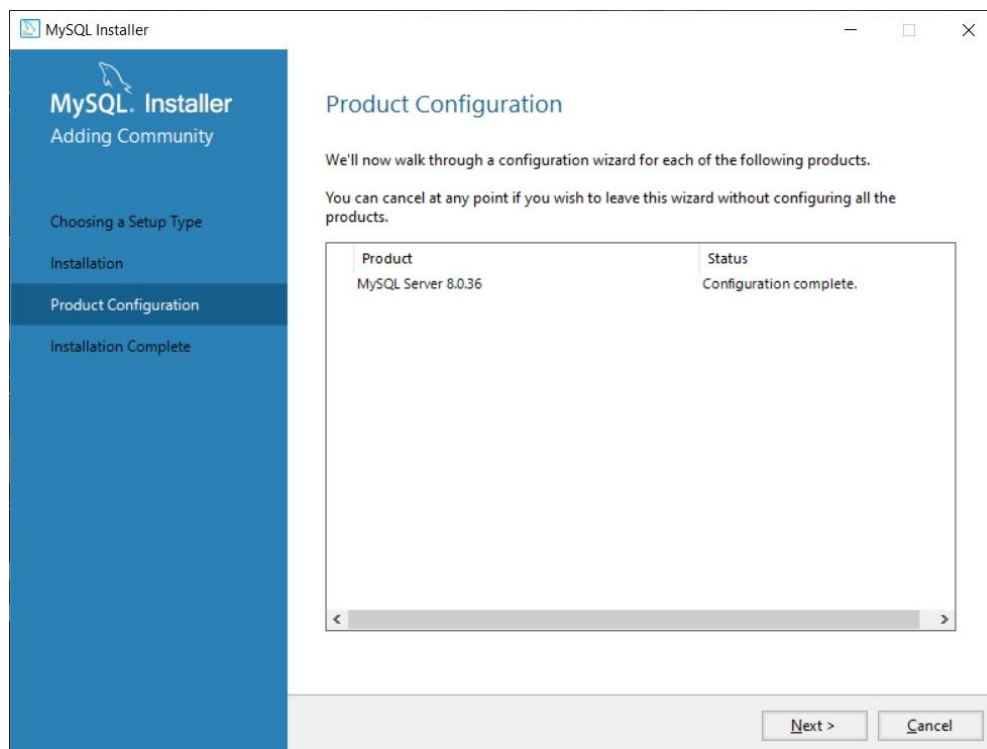 MySQL Installer
MySQL. Installer
Adding Community
Choosing a Setup Type
Installation
Product Configuration
Installation Complete
Product Configuration
We'll now walk through a configuration wizard for each of the following products.
You can cancel at any point if you wish to leave this wizard without configuring all the
products.
Product Status
MySQL Server 8.0.36 Configuration complete.
Next > Cancel